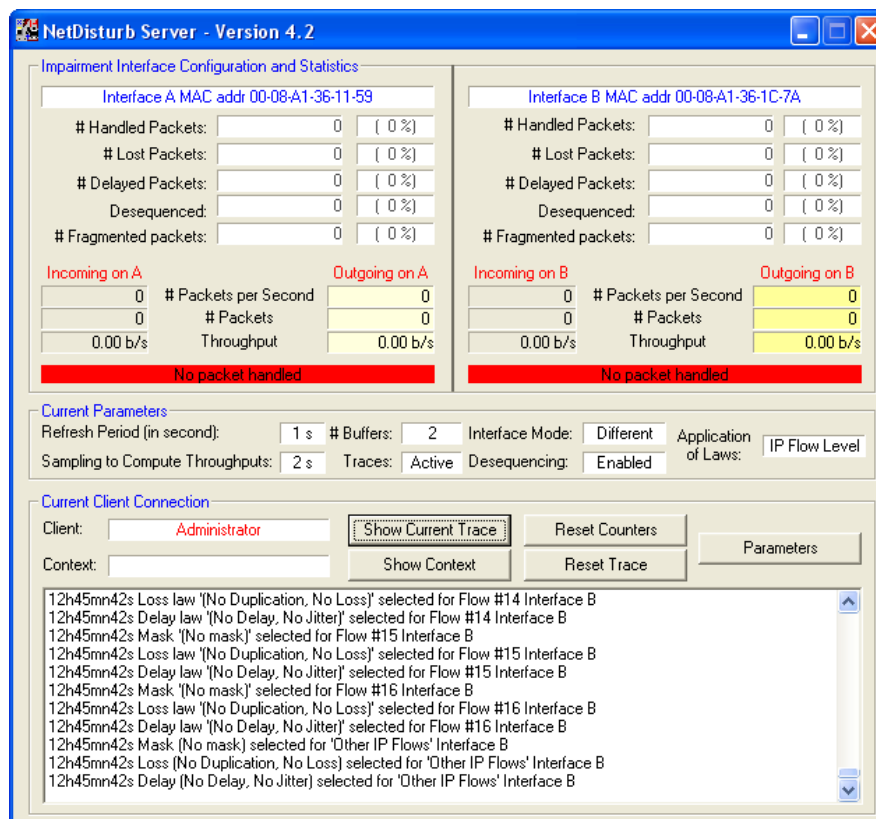 NetDisturb Server - Version 4.2
Impairment Interface Configuration and Statistics
Interface A MAC addr 00-08-A1-36-11-59
# Handled Packets: 0 ( 0 %)
# Lost Packets: 0 ( 0 %)
# Delayed Packets: 0 ( 0 %)
Desequenced: 0 ( 0 %)
# Fragmented packets: 0 ( 0 %)
Incoming on A Outgoing on A
0 # Packets per Second 0
0 # Packets 0
0.00 b/s Throughput 0.00 b/s
No packet handled
Interface B MAC addr 00-08-A1-36-1C-7A
# Handled Packets: 0 ( 0 %)
# Lost Packets: 0 ( 0 %)
# Delayed Packets: 0 ( 0 %)
Desequenced: 0 ( 0 %)
# Fragmented packets: 0 ( 0 %)
Incoming on B Outgoing on B
0 # Packets per Second 0
0 # Packets 0
0.00 b/s Throughput 0.00 b/s
No packet handled
Current Parameters
Refresh Period (in second): 1 s # Buffers: 2 Interface Mode: Different
Sampling to Compute Throughputs: 2 s Traces: Active Desequencing: Enabled
Application
of Laws: IP Flow Level
Current Client Connection
Client: Administrator Show Current Trace Reset Counters
Context: Show Context Reset Trace
Parameters
12h45mn42s Loss law '(No Duplication, No Loss)' selected for Flow #14 Interface B
12h45mn42s Delay law '(No Delay, No Jitter)' selected for Flow #14 Interface B
12h45mn42s Mask '(No mask)' selected for Flow #15 Interface B
12h45mn42s Loss law '(No Duplication, No Loss)' selected for Flow #15 Interface B
12h45mn42s Delay law '(No Delay, No Jitter)' selected for Flow #15 Interface B
12h45mn42s Mask '(No mask)' selected for Flow #16 Interface B
12h45mn42s Loss law '(No Duplication, No Loss)' selected for Flow #16 Interface B
12h45mn42s Delay law '(No Delay, No Jitter)' selected for Flow #16 Interface B
12h45mn42s Mask (No mask) selected for 'Other IP Flows' Interface B
12h45mn42s Loss (No Duplication, No Loss) selected for 'Other IP Flows' Interface B
12h45mn42s Delay (No Delay, No Jitter) selected for 'Other IP Flows' Interface B